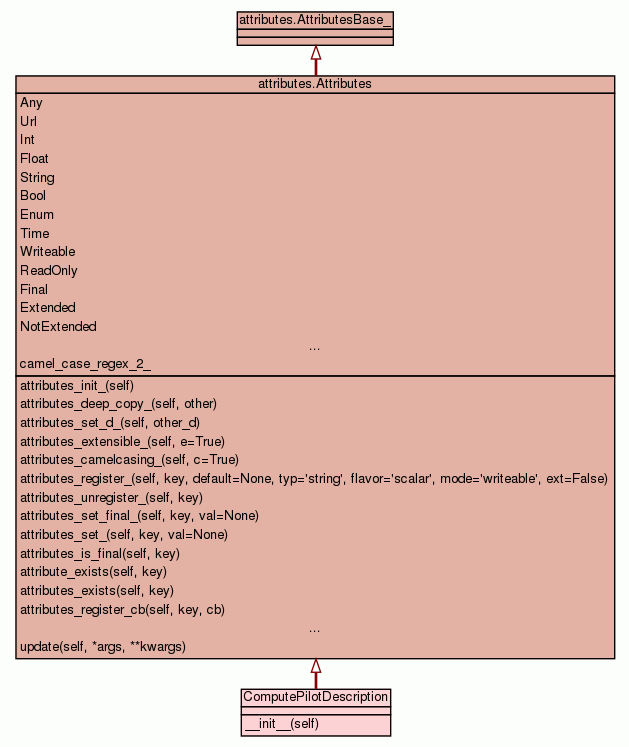 attributes.AttributesBase_
attributes.Attributes
Any
Url
Int
Float
String
Bool
Enum
Time
Writeable
ReadOnly
Final
Extended
NotExtended
...
camel_case_regex_2_
attributes_init_(self)
attributes_deep_copy_(self, other)
attributes_set_d_(self, other_d)
attributes_extensible_(self, e=True)
attributes_camelcasing_(self, c=True)
attributes_register_(self, key, default=None, typ='string', flavor='scalar', mode='writeable', ext=False)
attributes_unregister_(self, key)
attributes_set_final_(self, key, val=None)
attributes_set_(self, key, val=None)
attributes_is_final(self, key)
attribute_exists(self, key)
attributes_exists(self, key)
attributes_register_cb(self, key, cb)
...
update(self, *args, **kwargs)
ComputePilotDescription
__init__(self)